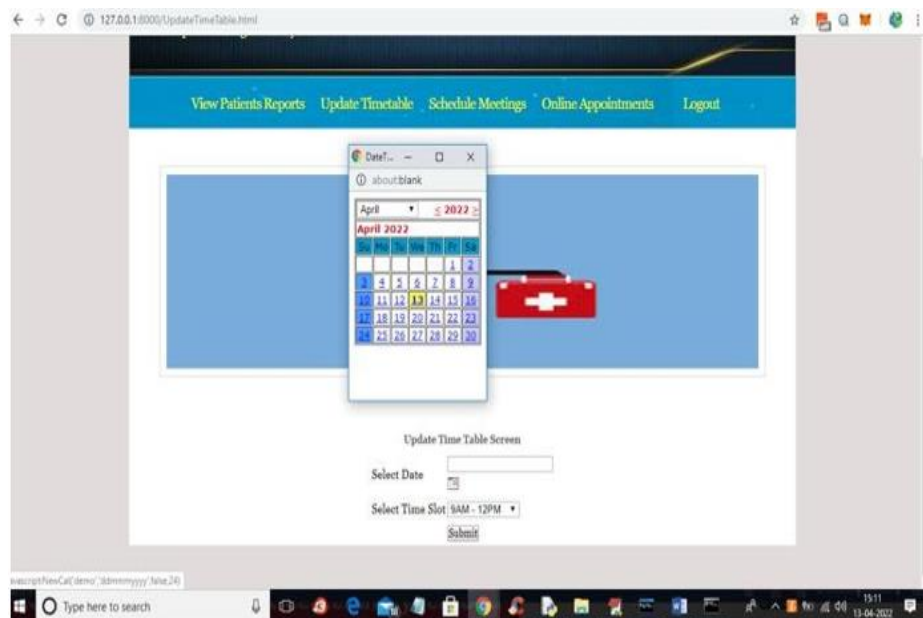 127.0.0.1:8000/UpdateTimeTable.html
View Patients Reports Update Timetable Schedule Meetings Online Appointments Logout
DateT...
about:blank
April < 2022 >
April 2022
Su Mo Tu We Th Fr Sa
1 2
3 4 5 6 7 8 9
10 11 12 13 14 15 16
17 18 19 20 21 22 23
24 25 26 27 28 29 30
Update Time Table Screen
Select Date
Select Time Slot 9AM - 12PM
Submit
Type here to search
15:11
13-04-2022